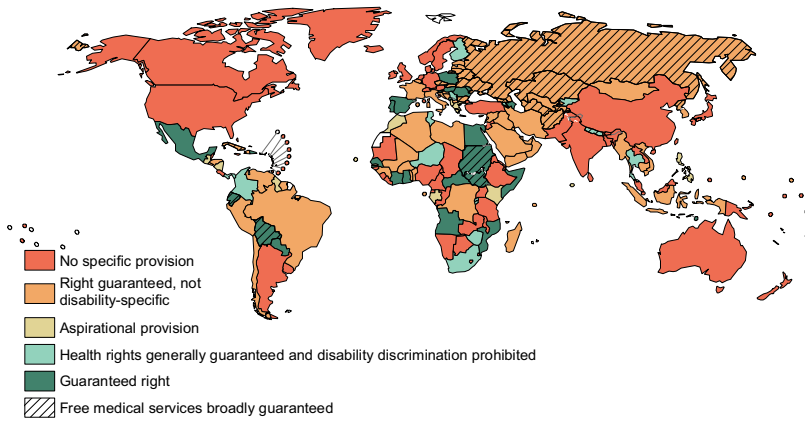 No specific provision
Right guaranteed, not
disability-specific
Aspirational provision
Health rights generally guaranteed and disability discrimination prohibited
Guaranteed right
Free medical services broadly guaranteed